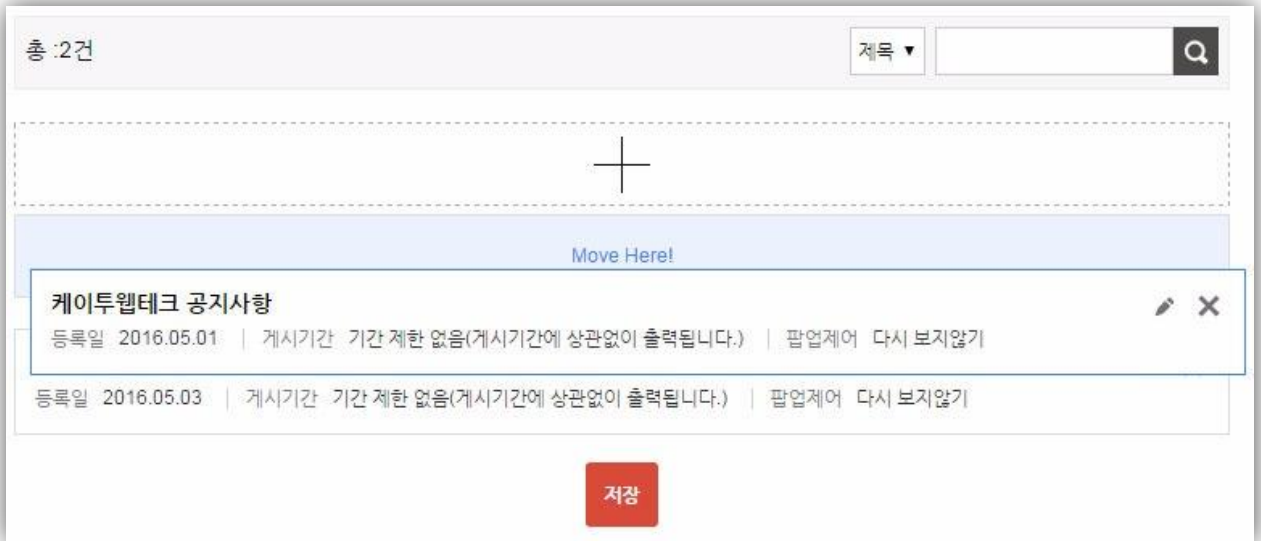 총 :2건
제목 ▼
Move Here!
케이투웹테크 공지사항
등록일 2016.05.01 | 게시기간 기간 제한 없음(게시기간에 상관없이 출력됩니다.) | 팝업제어 다시 보지않기
등록일 2016.05.03 | 게시기간 기간 제한 없음(게시기간에 상관없이 출력됩니다.) | 팝업제어 다시 보지않기
저장